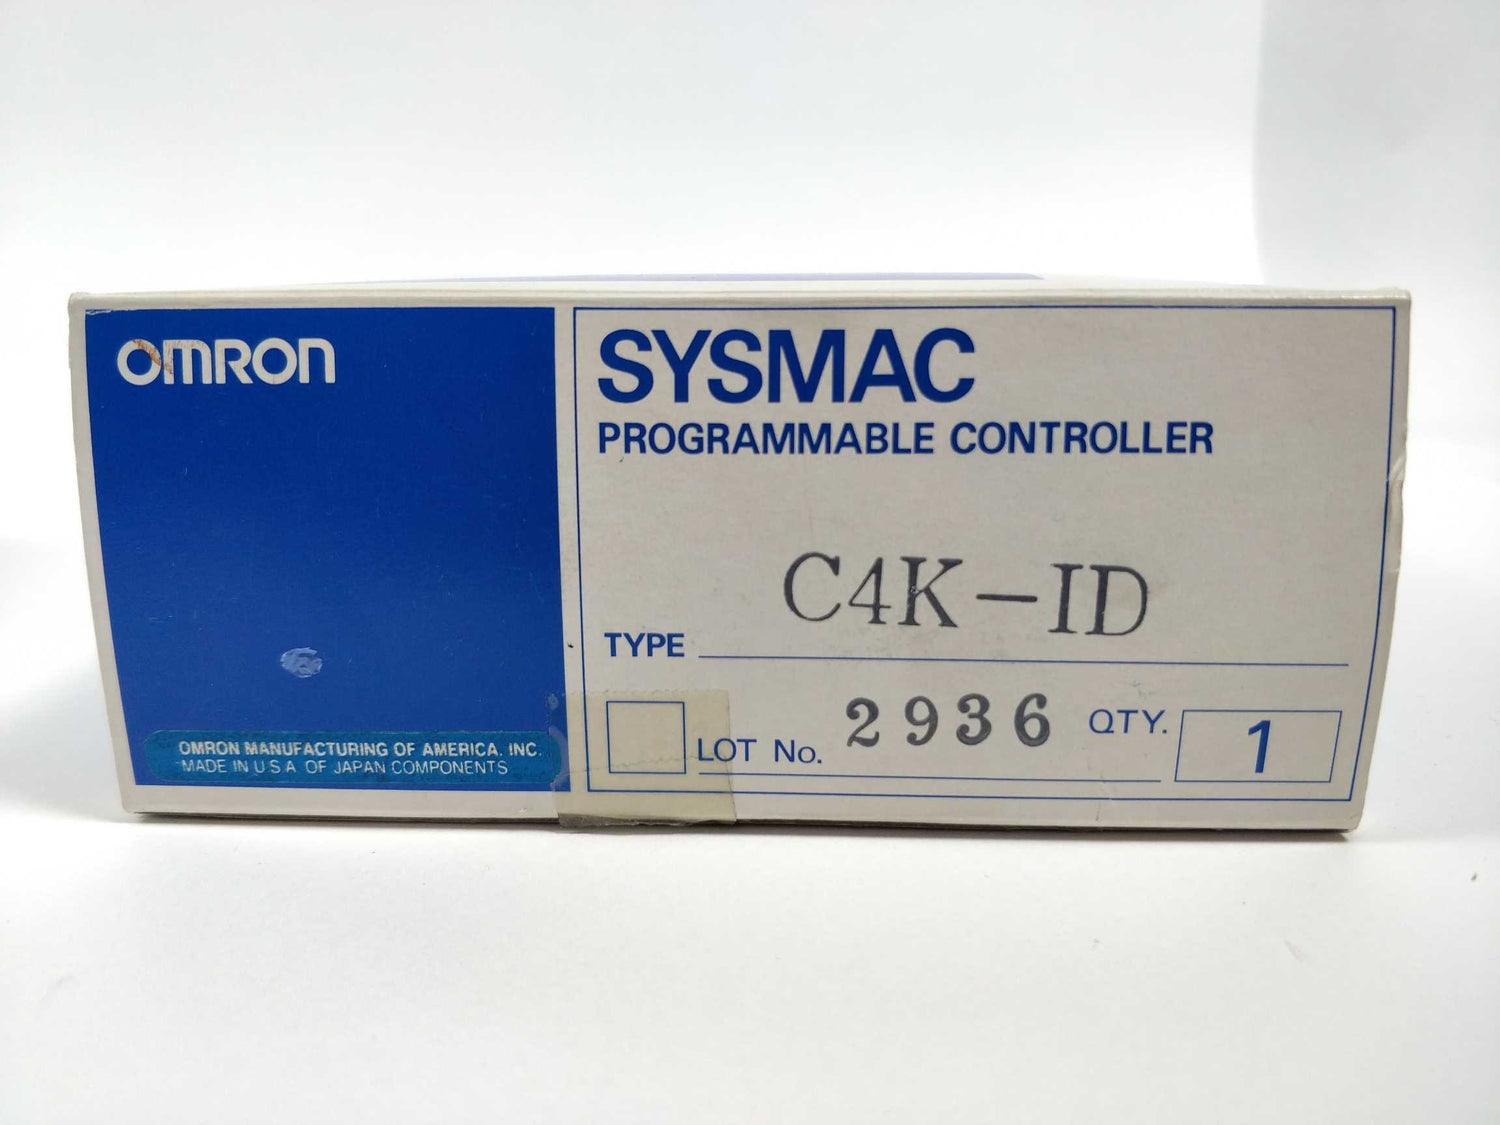 OMRON
SYSMAC
PROGRAMMABLE CONTROLLER
TYPE C4K-ID
LOT No. 2936 QTY. 1
OMRON MANUFACTURING OF AMERICA. INC.
MADE IN U S A OF JAPAN COMPONENTS